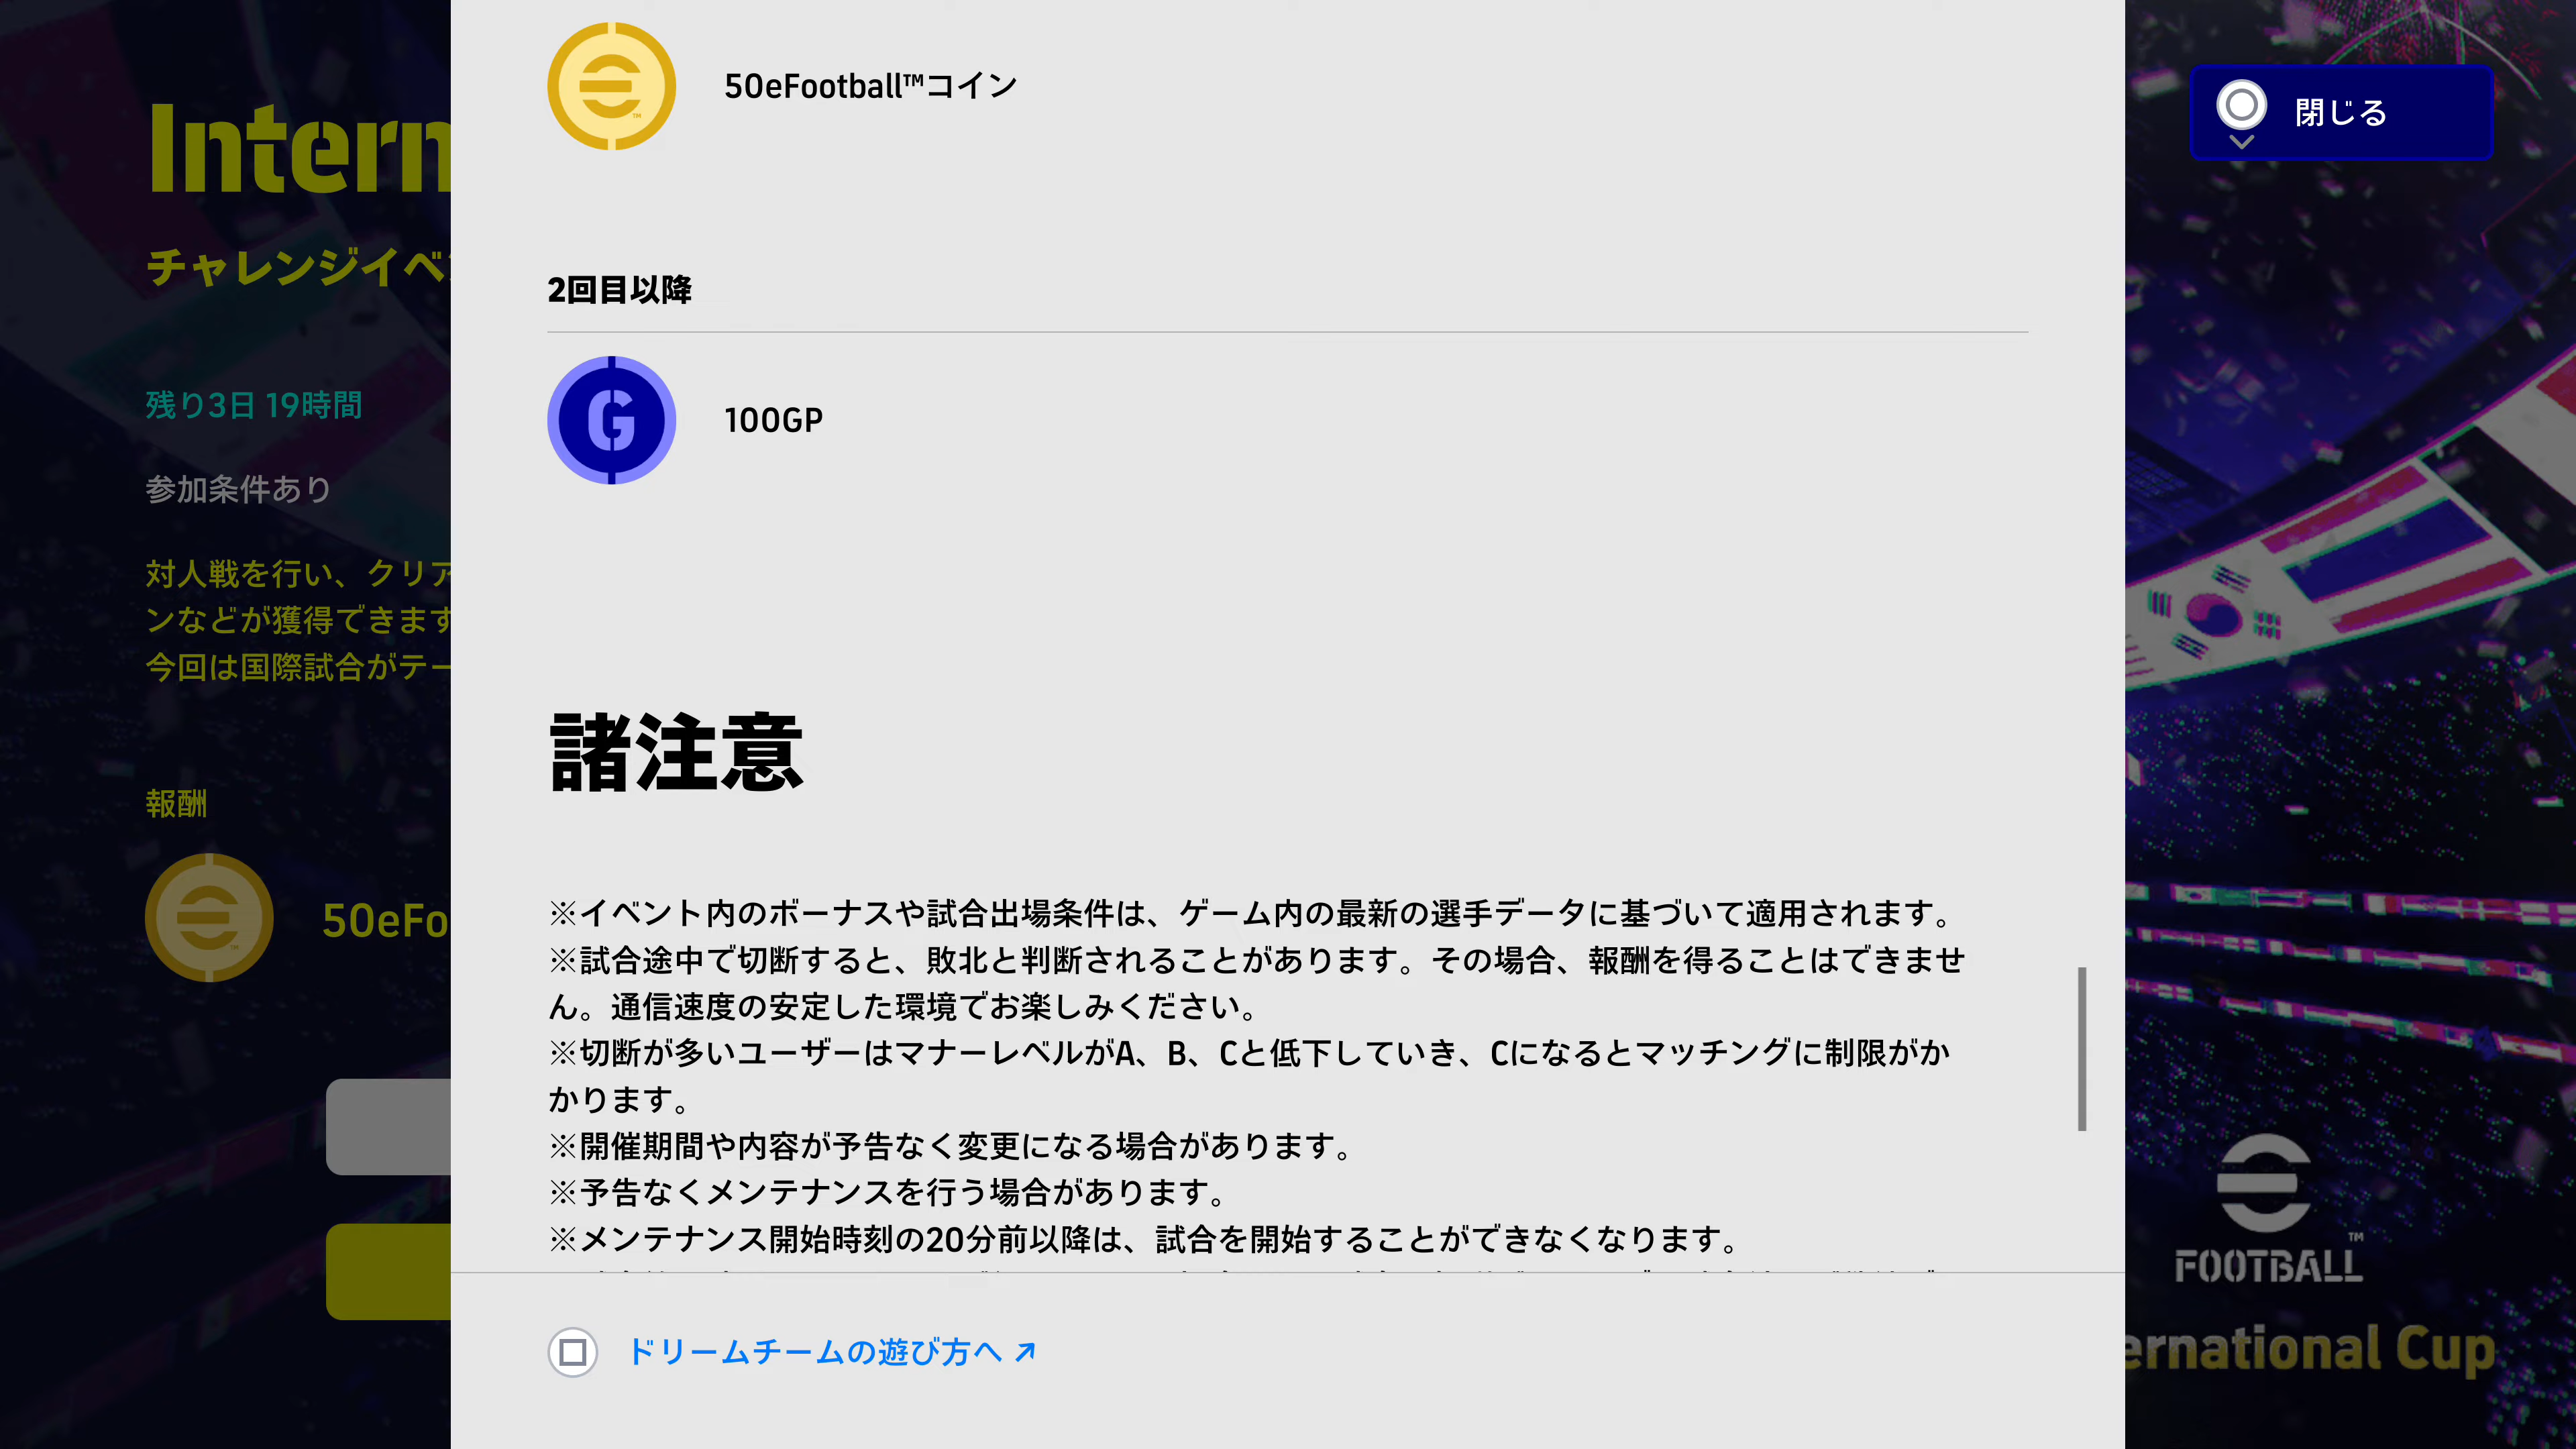 Intern
チャレンジイベ
残り3日 19時間
参加条件あり
対人戦を行い、クリア
ンなどが獲得できます
今回は国際試合がテー
報酬
50eFo
50eFootball™コイン
2回目以降
G
100GP
諸注意
※イベント内のボーナスや試合出場条件は、ゲーム内の最新の選手データに基づいて適用されます。
※試合途中で切断すると、敗北と判断されることがあります。その場合、報酬を得ることはできませ
ん。通信速度の安定した環境でお楽しみください。
※切断が多いユーザーはマナーレベルがA、B、Cと低下していき、Cになるとマッチングに制限がか
かります。
※開催期間や内容が予告なく変更になる場合があります。
※予告なくメンテナンスを行う場合があります。
※メンテナンス開始時刻の20分前以降は、試合を開始することができなくなります。
ドリームチームの遊び方へ ↗
閉じる
FOOTBALL™
ernational Cup